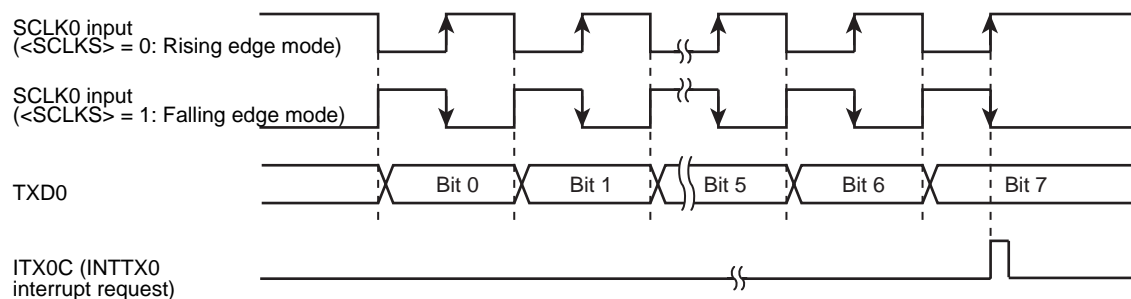 SCLK0 input
(<SCLKS> = 0: Rising edge mode)
SCLK0 input
(<SCLKS> = 1: Falling edge mode)
TXD0
Bit 0
Bit 1
Bit 5
Bit 6
Bit 7
ITX0C (INTTX0
interrupt request)